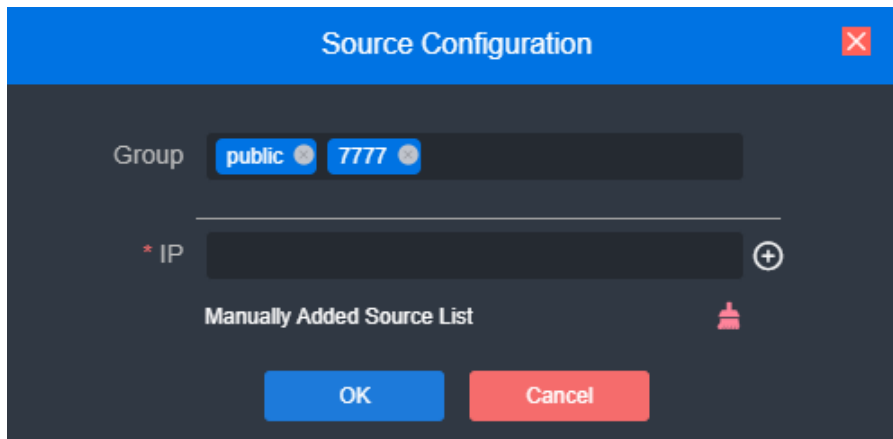 Source Configuration
Group public 7777
* IP
Manually Added Source List
OK Cancel